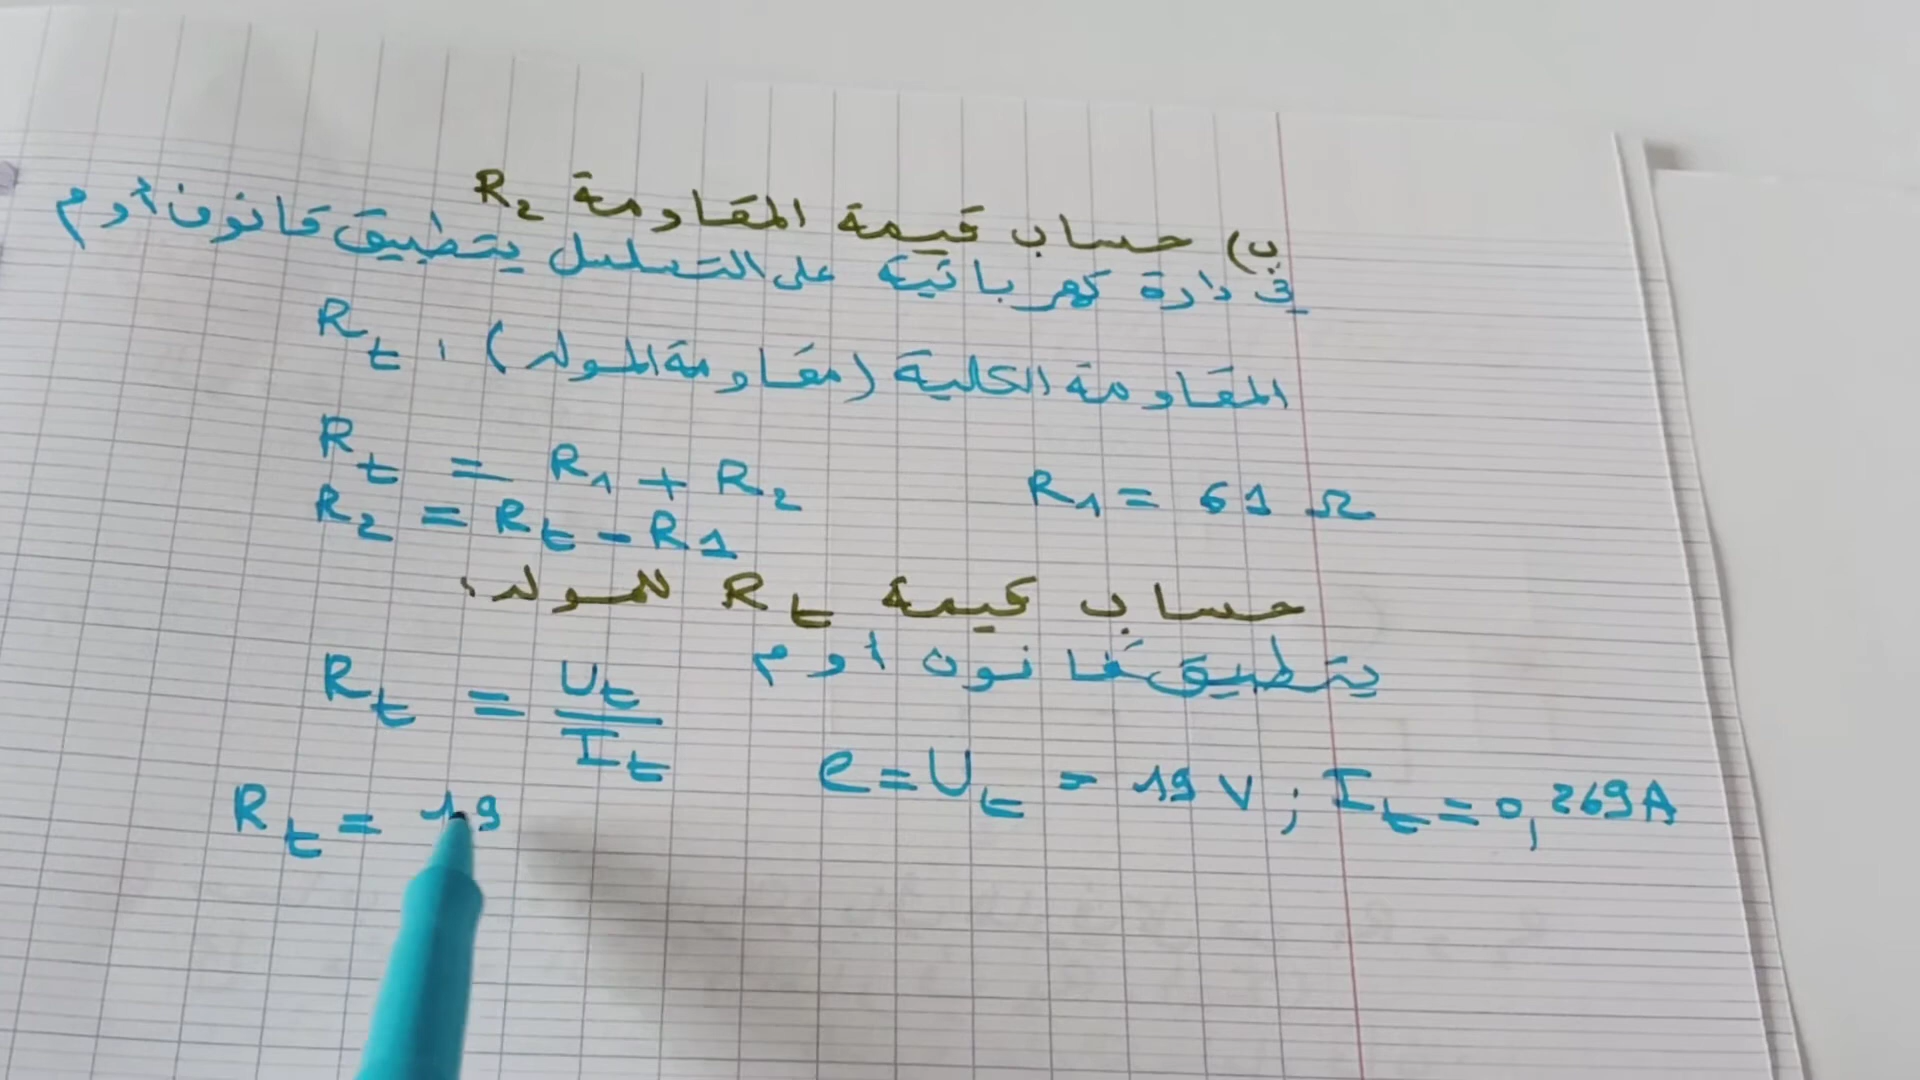 ب) حساب قيمة المقاومة R₂
في دارة كهربائية على التسلسل بتطبيق قانون أوم
المقاومة الكلية (مقاومة المولد) : Rt
Rt = R₁ + R₂ R₁ = 61 Ω
R₂ = Rt - R1
حساب قيمة Rt للمولد:
بتطبيق قانون أوم
Rt = Ut / It
e = Ut = 19 V ; It = 0,269A
Rt = 19